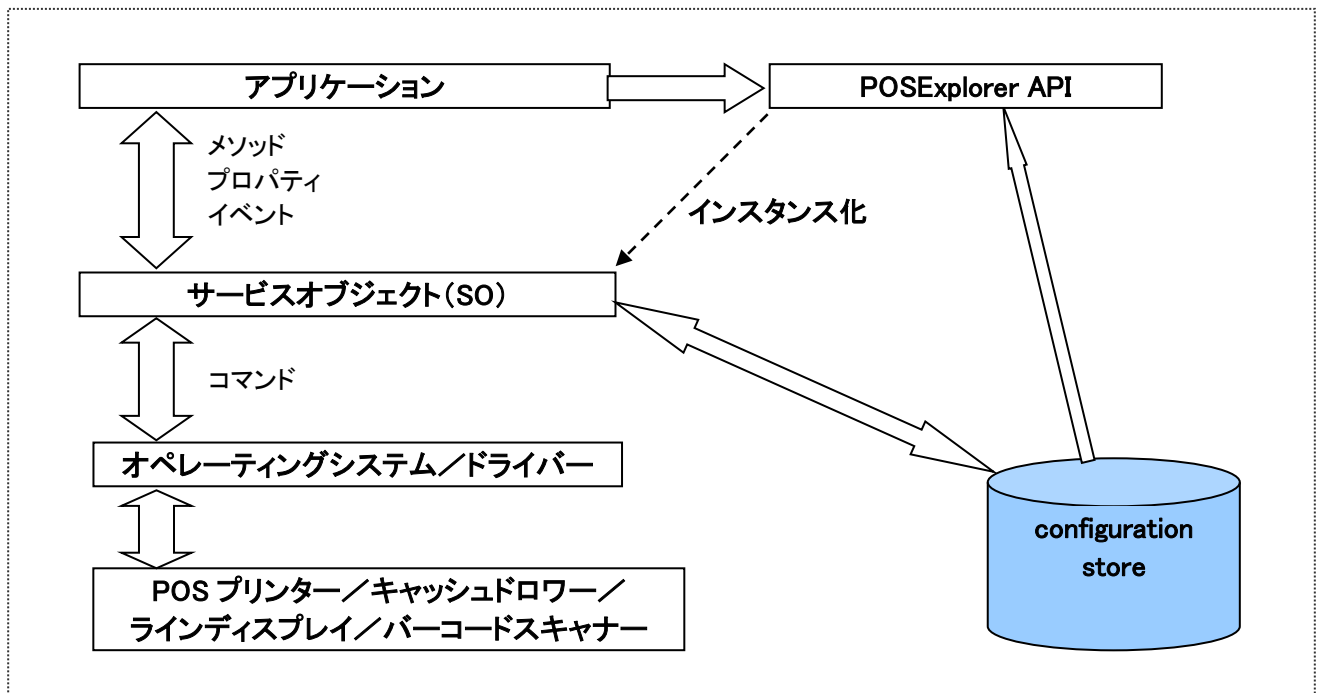 アプリケーション
POSExplorer API
メソッド
プロパティ
イベント
インスタンス化
サービスオブジェクト(SO)
コマンド
オペレーティングシステム/ドライバー
configuration
store
POS プリンター/キャッシュドロワー/
ラインディスプレイ/バーコードスキャナー